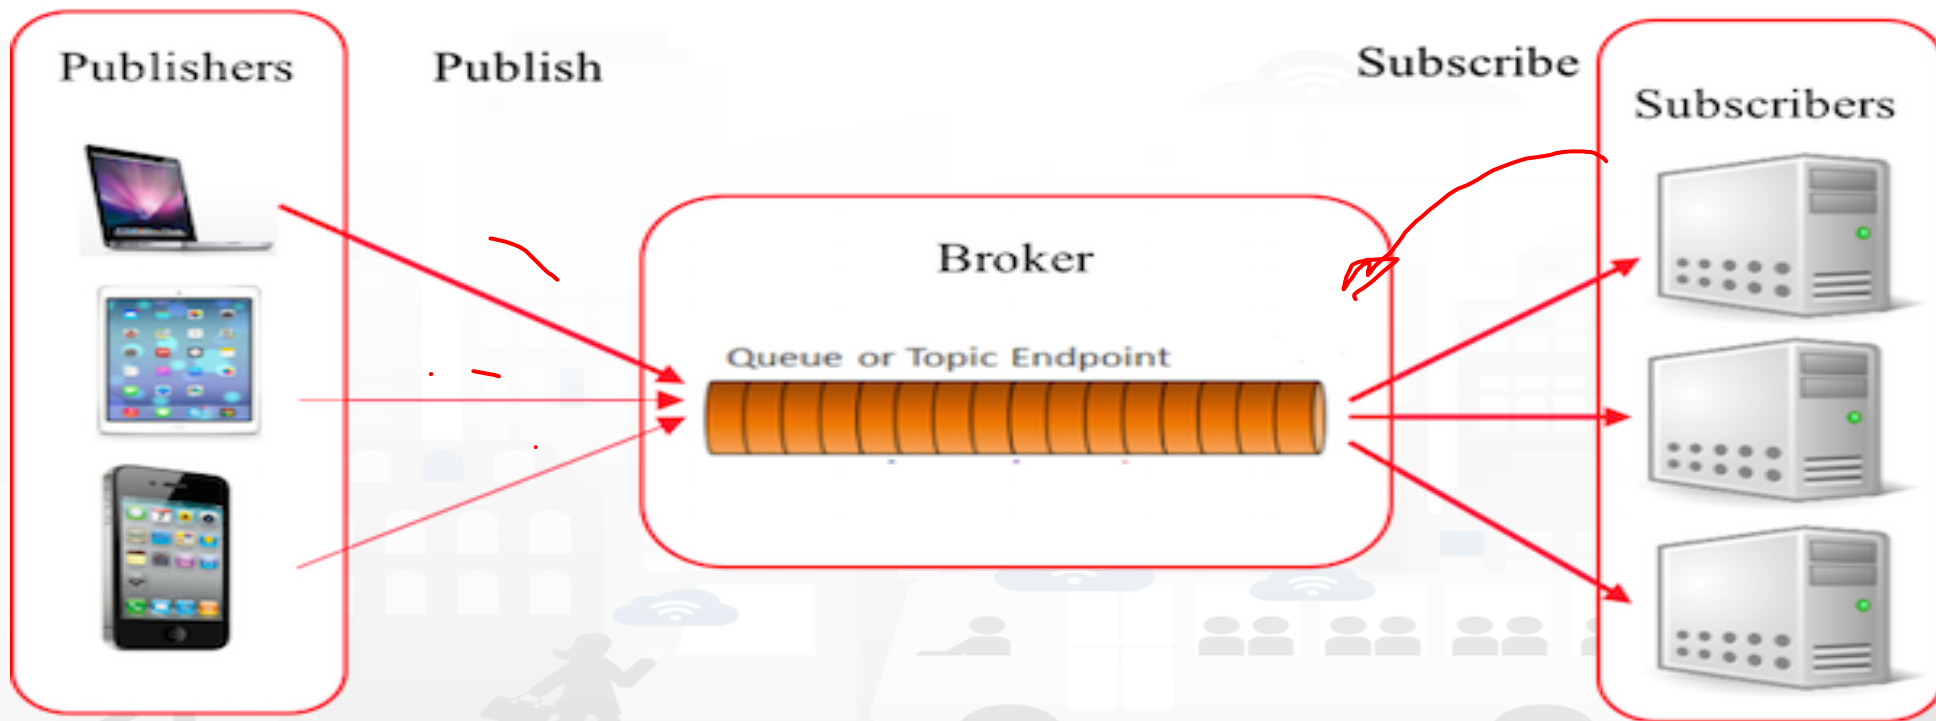 Publishers
Publish
Subscribe
Subscribers
Broker
Queue or Topic Endpoint